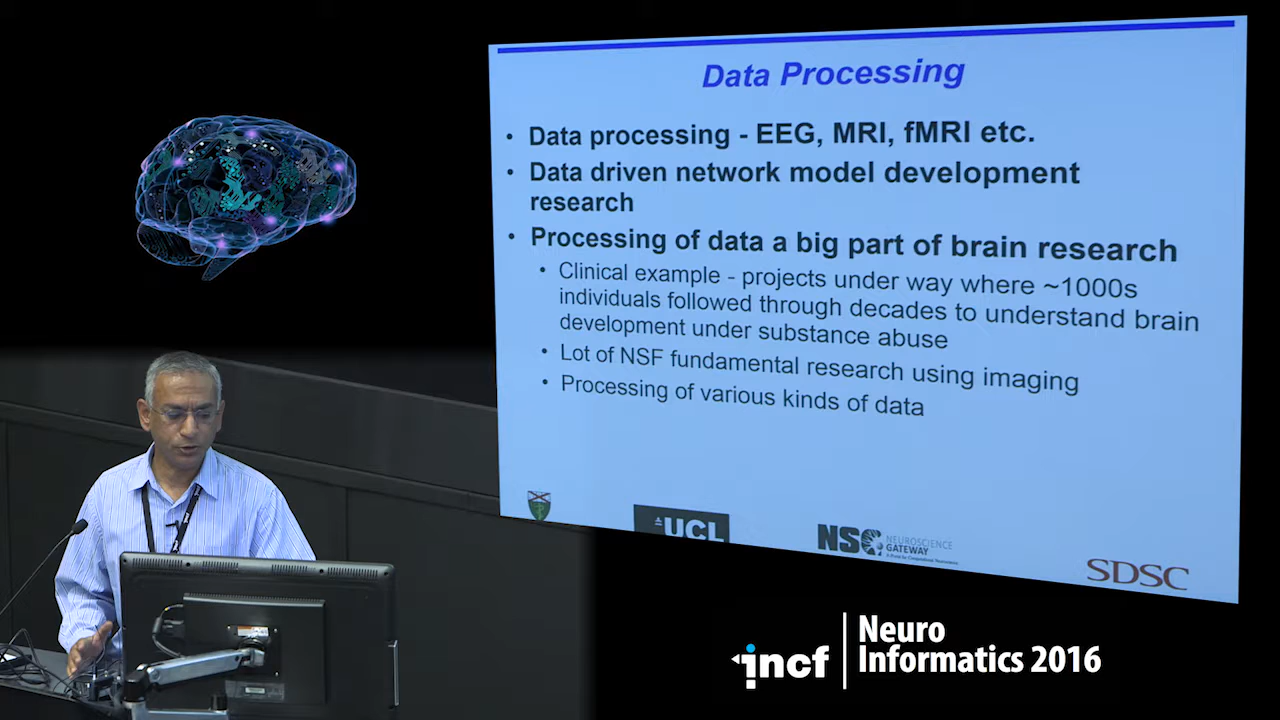 Data Processing
• Data processing - EEG, MRI, fMRI etc.
• Data driven network model development
research
• Processing of data a big part of brain research
• Clinical example - projects under way where ~1000s
individuals followed through decades to understand brain
development under substance abuse
• Lot of NSF fundamental research using imaging
• Processing of various kinds of data
UCL
NSG
NEUROSCIENCE
GATEWAY
SDSC
incf
Neuro
Informatics 2016